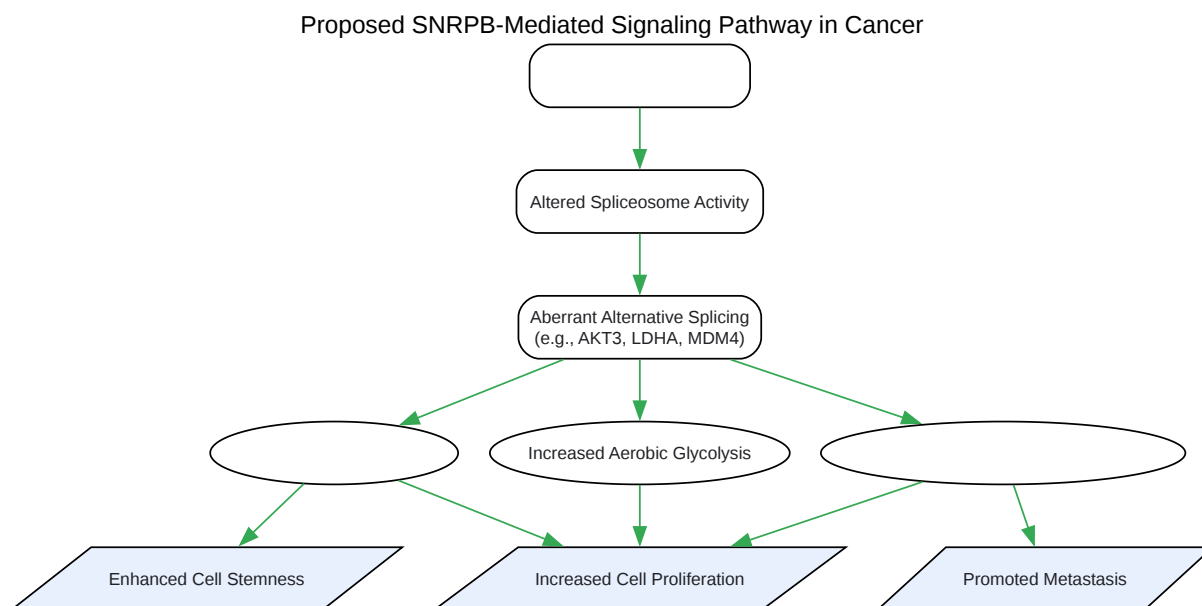 Proposed SNRPB-Mediated Signaling Pathway in Cancer
Altered Spliceosome Activity
Aberrant Alternative Splicing
(e.g., AKT3, LDHA, MDM4)
Increased Aerobic Glycolysis
Enhanced Cell Stemness
Increased Cell Proliferation
Promoted Metastasis